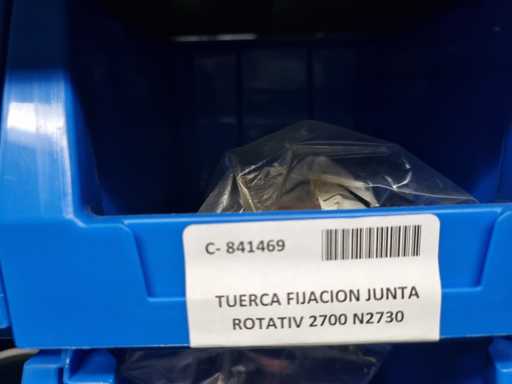 C- 841469
TUERCA FIJACION JUNTA
ROTATIV 2700 N2730